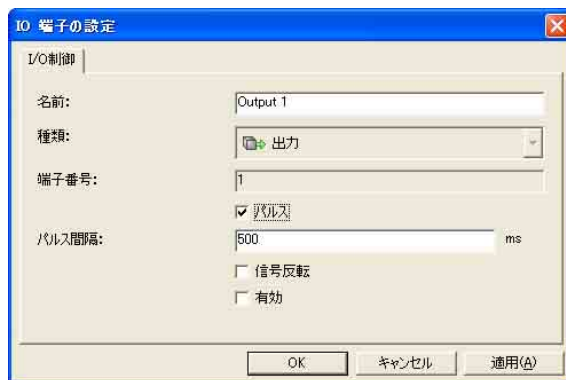 IO 端子の設定
I/O制御
名前: Output 1
種類: 出力
端子番号: 1
パルス
パルス間隔: 500 ms
信号反転
有効
OK キャンセル 適用(A)